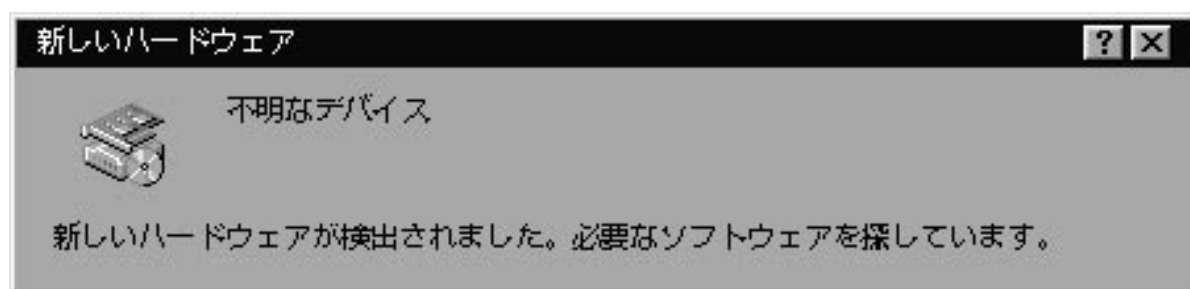 新しいハードウェア
不明なデバイス
新しいハードウェアが検出されました。必要なソフトウェアを探しています。